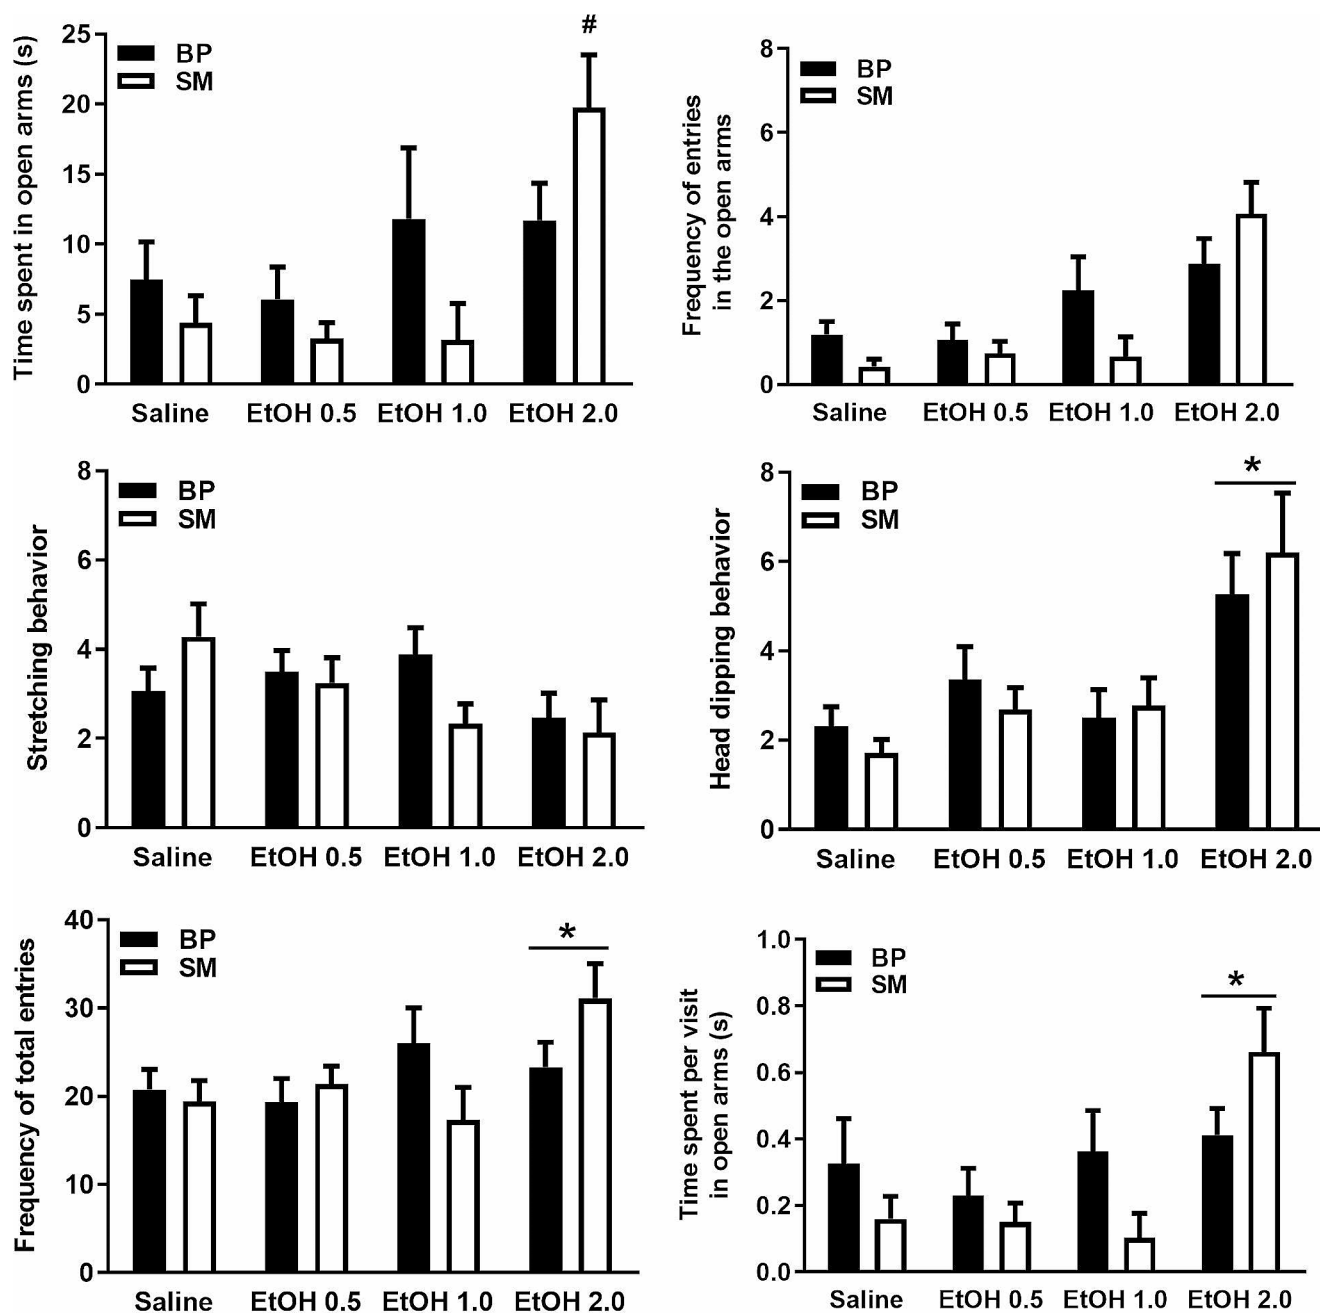 Time spent in open arms (s)
25
20
15
10
5
0
BP
SM
#
Saline EtOH 0.5 EtOH 1.0 EtOH 2.0
Frequency of entries
in the open arms
8
6
4
2
0
BP
SM
Saline EtOH 0.5 EtOH 1.0 EtOH 2.0
Stretching behavior
8
6
4
2
0
BP
SM
Saline EtOH 0.5 EtOH 1.0 EtOH 2.0
Head dipping behavior
8
6
4
2
0
BP
SM
*
Saline EtOH 0.5 EtOH 1.0 EtOH 2.0
Frequency of total entries
40
30
20
10
0
BP
SM
*
Saline EtOH 0.5 EtOH 1.0 EtOH 2.0
Time spent per visit
in open arms (s)
1.0
0.8
0.6
0.4
0.2
0.0
BP
SM
*
Saline EtOH 0.5 EtOH 1.0 EtOH 2.0